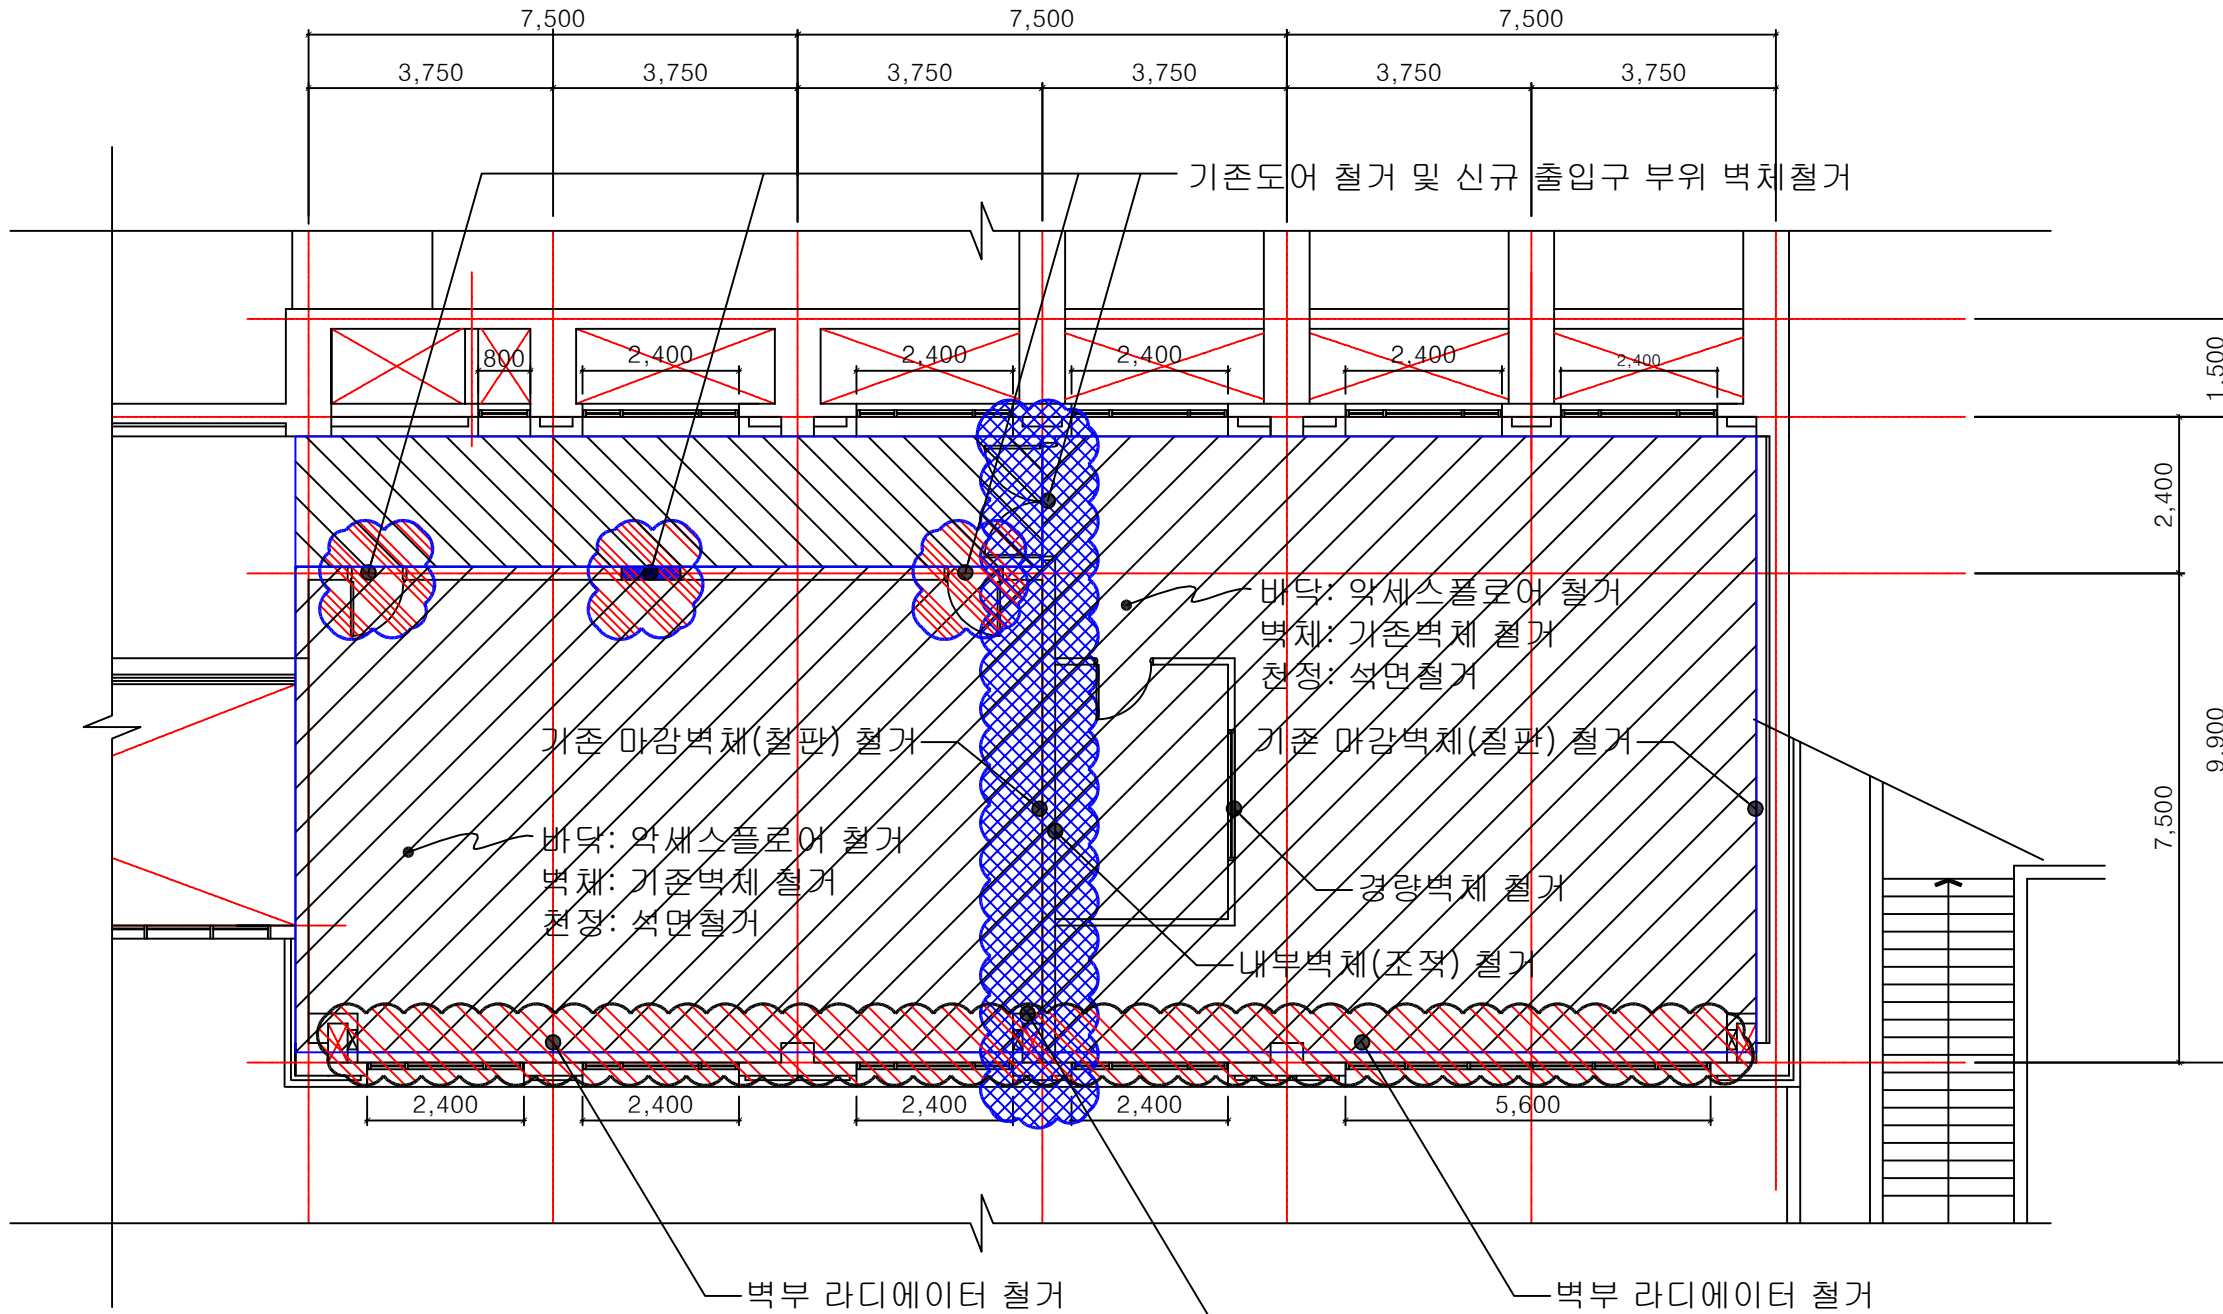 7,500 7,500 7,500
3,750 3,750 3,750 3,750 3,750 3,750
기존도어 철거 및 신규 출입구 부위 벽체철거
800 2,400 2,400 2,400 2,400 2,400
1,500
2,400
바닥: 악세스플로어 철거
벽체: 기존벽체 철거
천정: 석면철거
기존 마감벽체(칠판) 철거
기존 마감벽체(칠판) 철거
9,900
7,500
바닥: 악세스플로어 철거
벽체: 기존벽체 철거
천정: 석면철거
경량벽체 철거
내부벽체(조적) 철거
2,400 2,400 2,400 2,400 5,600
벽부 라디에이터 철거
벽부 라디에이터 철거